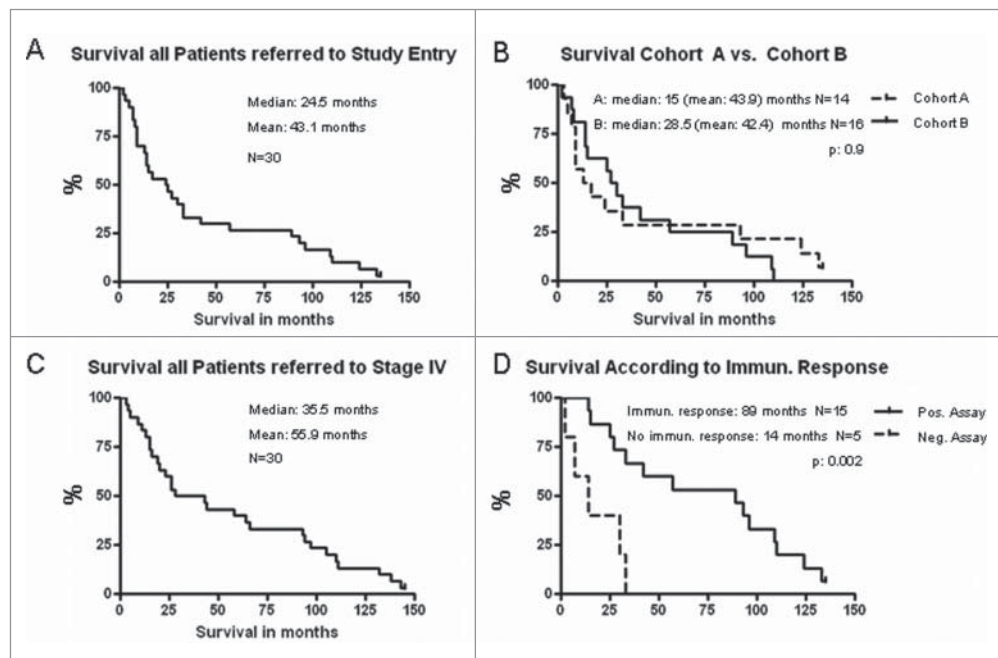 A Survival all Patients referred to Study Entry
Median: 24.5 months
Mean: 43.1 months
N=30
100
75
50
25
0
%
0 25 50 75 100 125 150
Survival in months
B Survival Cohort A vs. Cohort B
A: median: 15 (mean: 43.9) months N=14
B: median: 28.5 (mean: 42.4) months N=16
p: 0.9
Cohort A
Cohort B
100
75
50
25
0
%
0 25 50 75 100 125 150
Survival in months
C Survival all Patients referred to Stage IV
Median: 35.5 months
Mean: 55.9 months
N=30
100
75
50
25
0
%
0 25 50 75 100 125 150
Survival in months
D Survival According to Immun. Response
Immun. response: 89 months N=15
No immun. response: 14 months N=5
p: 0.002
Pos. Assay
Neg. Assay
100
75
50
25
0
%
0 25 50 75 100 125 150